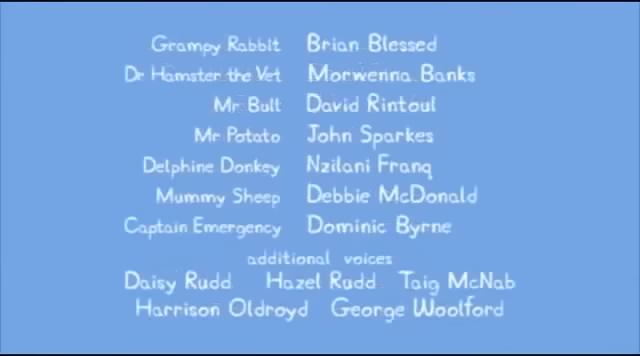 Grampy Rabbit Brian Blessed
Dr Hamster the Vet Morwenna Banks
Mr Bull David Rintoul
Mr Potato John Sparkes
Delphine Donkey Nzilani Franq
Mummy Sheep Debbie McDonald
Captain Emergency Dominic Byrne
additional voices
Daisy Rudd Hazel Rudd Taig McNab
Harrison Oldroyd George Woolford